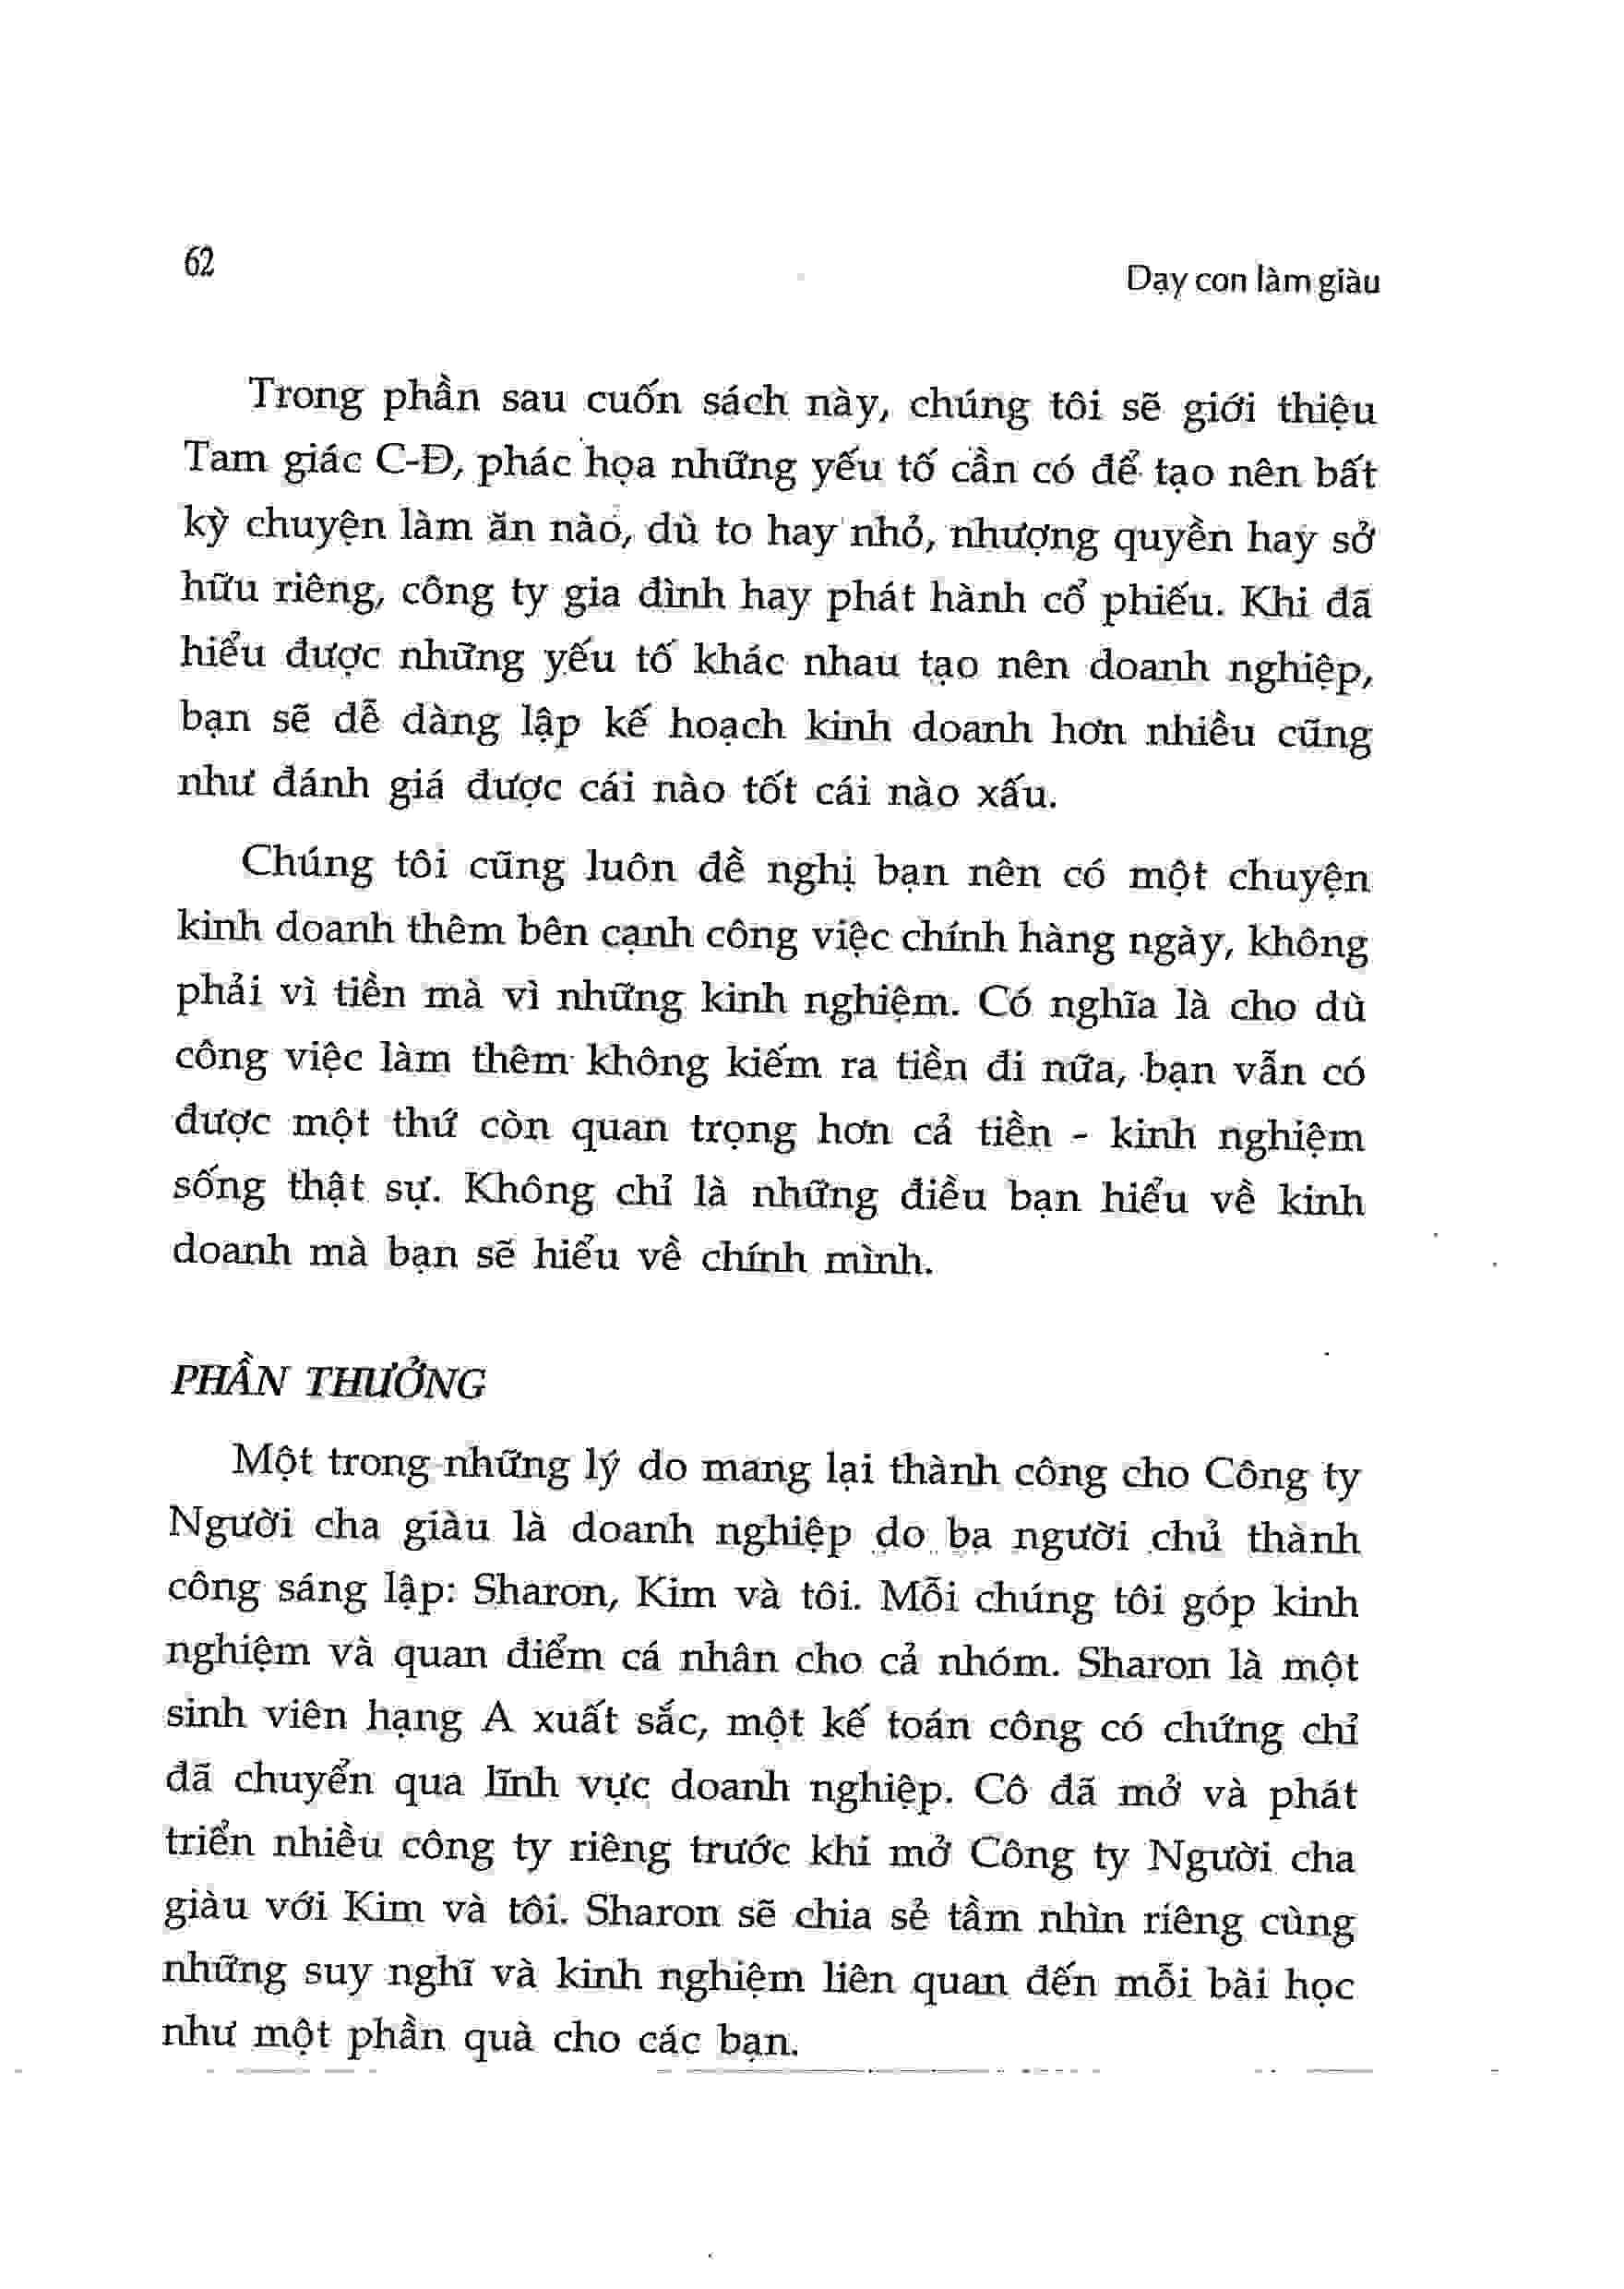 62
Dạy con làm giàu
Trong phần sau cuốn sách này, chúng tôi sẽ giới thiệu
Tam giác C-Đ, phác họa những yếu tố cần có để tạo nên bất
kỳ chuyện làm ăn nào, dù to hay nhỏ, nhượng quyền hay sở
hữu riêng, công ty gia đình hay phát hành cổ phiếu. Khi đã
hiểu được những yếu tố khác nhau tạo nên doanh nghiệp,
bạn sẽ dễ dàng lập kế hoạch kinh doanh hơn nhiều cũng
như đánh giá được cái nào tốt cái nào xấu.
Chúng tôi cũng luôn đề nghị bạn nên có một chuyện
kinh doanh thêm bên cạnh công việc chính hàng ngày, không
phải vì tiền mà vì những kinh nghiệm. Có nghĩa là cho dù
công việc làm thêm không kiếm ra tiền đi nữa, bạn vẫn có
được một thứ còn quan trọng hơn cả tiền - kinh nghiệm
sống thật sự. Không chỉ là những điều bạn hiểu về kinh
doanh mà bạn sẽ hiểu về chính mình.
PHẦN THƯỞNG
Một trong những lý do mang lại thành công cho Công ty
Người cha giàu là doanh nghiệp do ba người chủ thành
công sáng lập: Sharon, Kim và tôi. Mỗi chúng tôi góp kinh
nghiệm và quan điểm cá nhân cho cả nhóm. Sharon là một
sinh viên hạng A xuất sắc, một kế toán công có chứng chỉ
đã chuyển qua lĩnh vực doanh nghiệp. Cô đã mở và phát
triển nhiều công ty riêng trước khi mở Công ty Người cha
giàu với Kim và tôi. Sharon sẽ chia sẻ tầm nhìn riêng cùng
những suy nghĩ và kinh nghiệm liên quan đến mỗi bài học
như một phần quà cho các bạn.